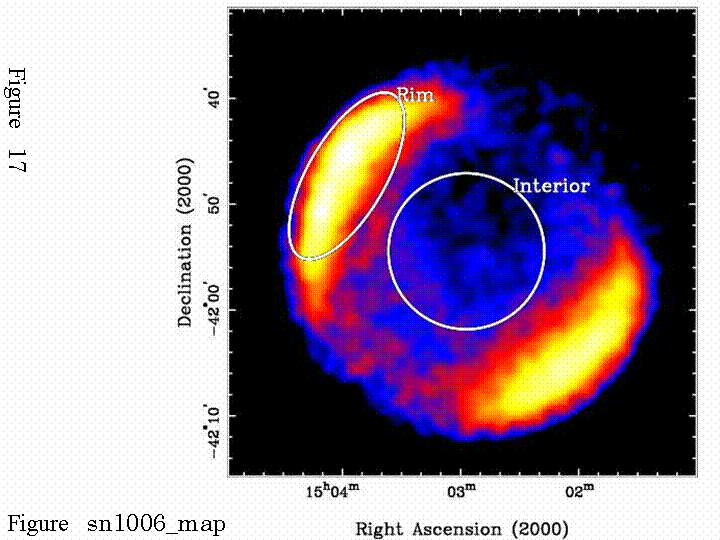 Figure 17
Rim
Interior
40'
50'
-42°00'
-42°10'
Declination (2000)
15h04m
03m
02m
Right Ascension (2000)
Figure sn1006_map